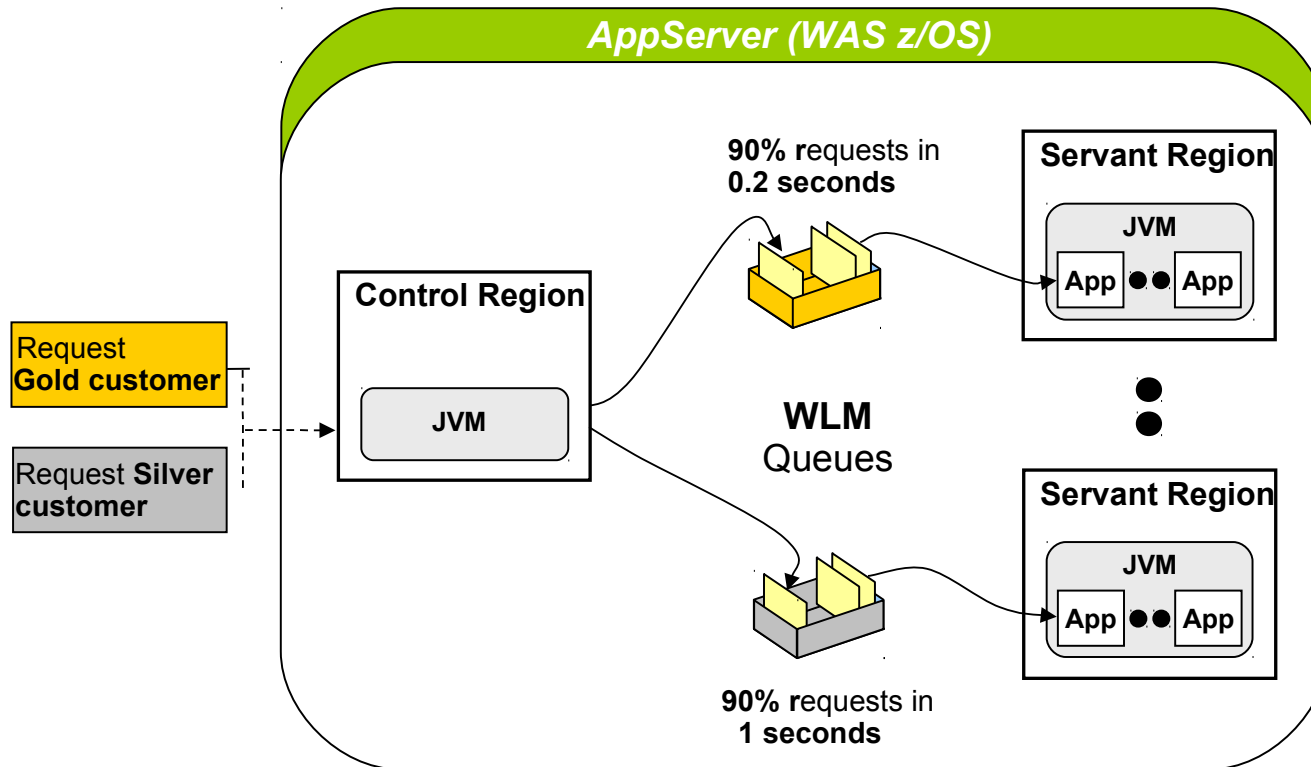 AppServer (WAS z/OS)
90% requests in
0.2 seconds
Servant Region
JVM
App
App
Control Region
JVM
Request
Gold customer
Request Silver
customer
WLM
Queues
Servant Region
JVM
App
App
90% requests in
1 seconds